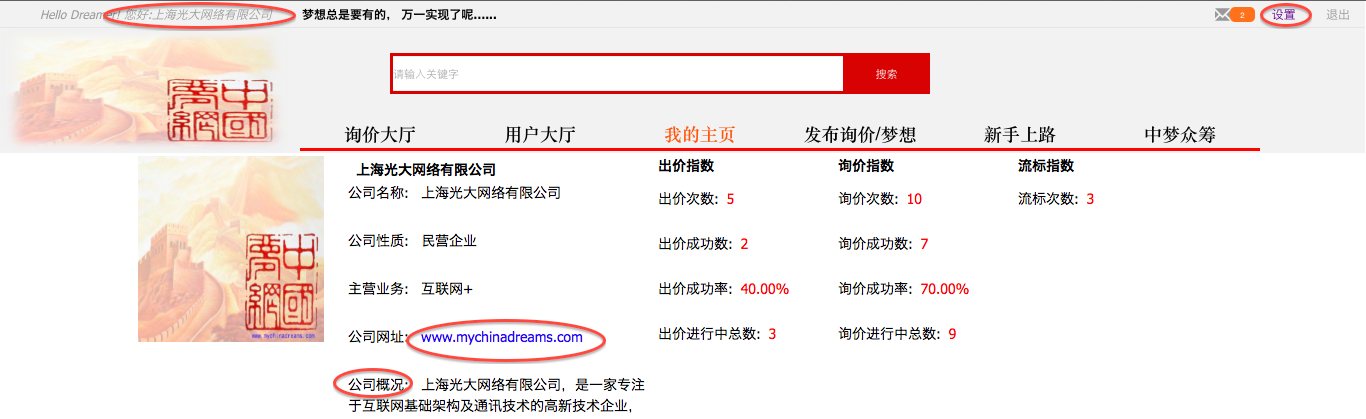 Hello Dreamer! 您好:上海光大网络有限公司 梦想总是要有的， 万一实现了呢...... 2 设置 退出
请输入关键字 搜索
中國
夢網
询价大厅 用户大厅 我的主页 发布询价/梦想 新手上路 中梦众筹
上海光大网络有限公司 出价指数 询价指数 流标指数
公司名称: 上海光大网络有限公司 出价次数: 5 询价次数: 10 流标次数: 3
公司性质: 民营企业 出价成功数: 2 询价成功数: 7
主营业务: 互联网+ 出价成功率: 40.00% 询价成功率: 70.00%
中國
夢網
www.mychinadreams.com
公司网址: www.mychinadreams.com 出价进行中总数: 3 询价进行中总数: 9
公司概况: 上海光大网络有限公司，是一家专注
于互联网基础架构及通讯技术的高新技术企业，